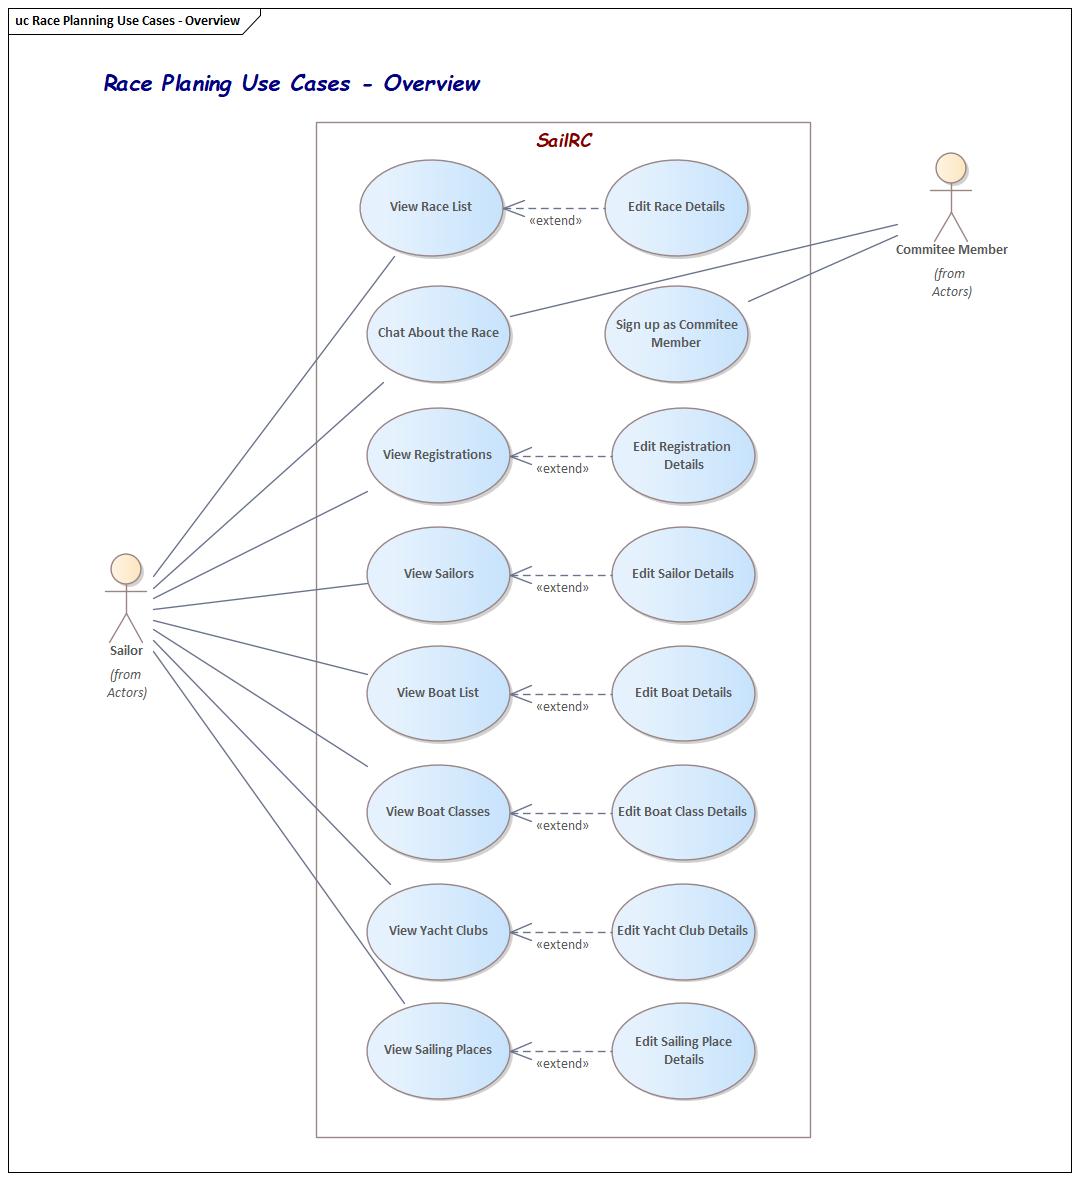 uc Race Planning Use Cases - Overview
Race Planing Use Cases - Overview
SailRC
View Race List
«extend»
Edit Race Details
Commitee Member
(from
Actors)
Chat About the Race
Sign up as Commitee
Member
View Registrations
«extend»
Edit Registration
Details
View Sailors
«extend»
Edit Sailor Details
Sailor
(from
Actors)
View Boat List
«extend»
Edit Boat Details
View Boat Classes
«extend»
Edit Boat Class Details
View Yacht Clubs
«extend»
Edit Yacht Club Details
View Sailing Places
«extend»
Edit Sailing Place
Details